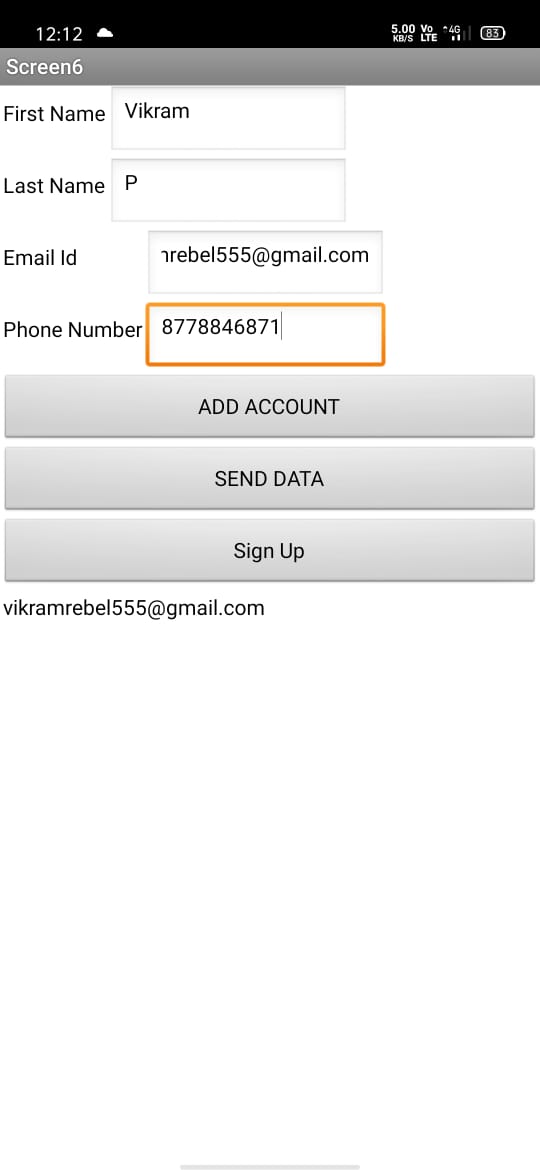 12:12 5.00 KB/S Vo LTE 4G 83
Screen6
First Name Vikram
Last Name P
Email Id nrebel555@gmail.com
Phone Number 8778846871
ADD ACCOUNT
SEND DATA
Sign Up
vikramrebel555@gmail.com